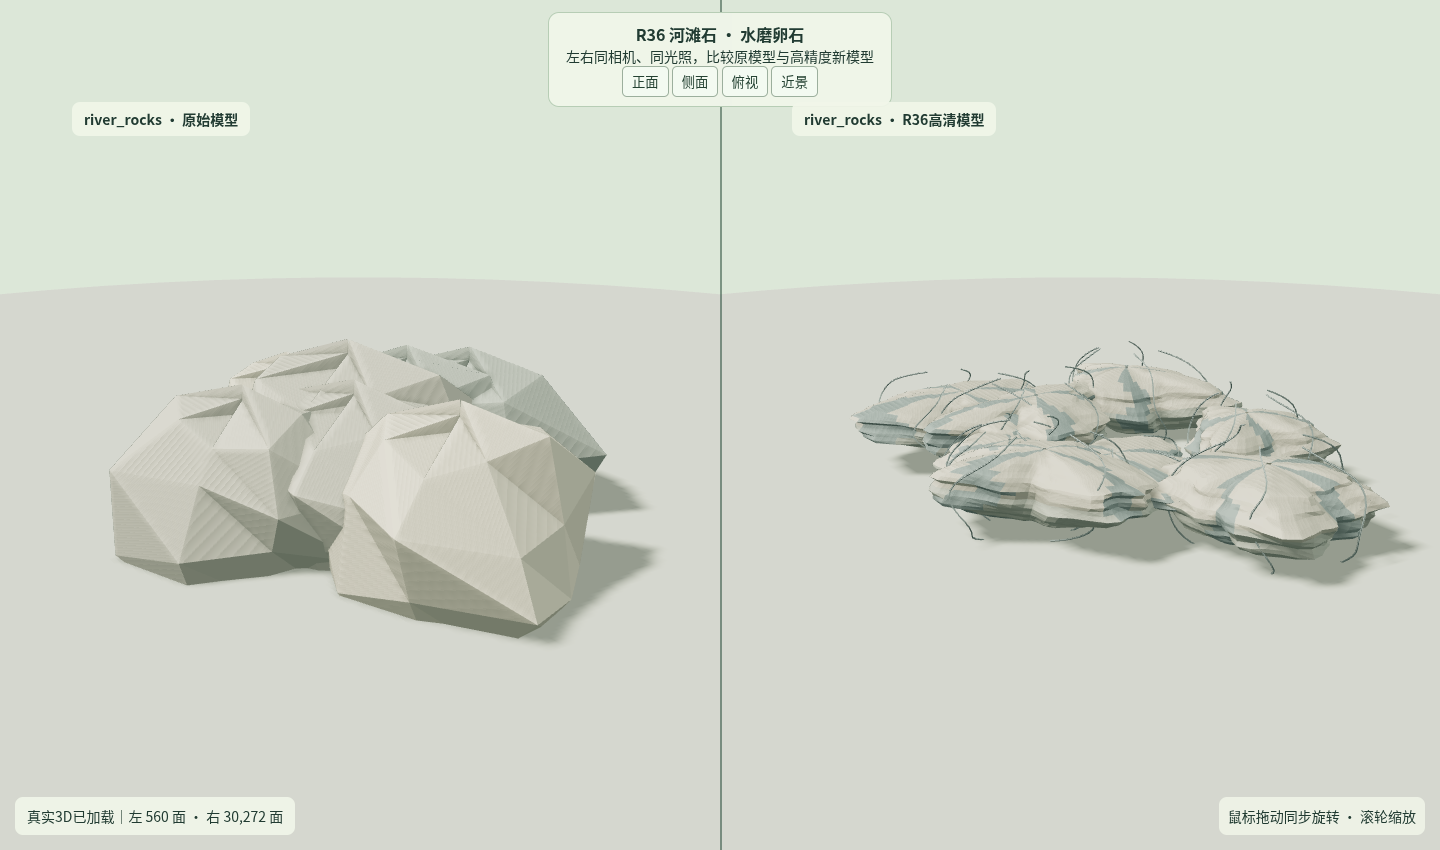 R36 河滩石 · 水磨卵石
左右同相机、同光照，比较原模型与高精度新模型
正面 侧面 俯视 近景
river_rocks · 原始模型
river_rocks · R36高清模型
真实3D已加载｜左 560 面 · 右 30,272 面
鼠标拖动同步旋转 · 滚轮缩放